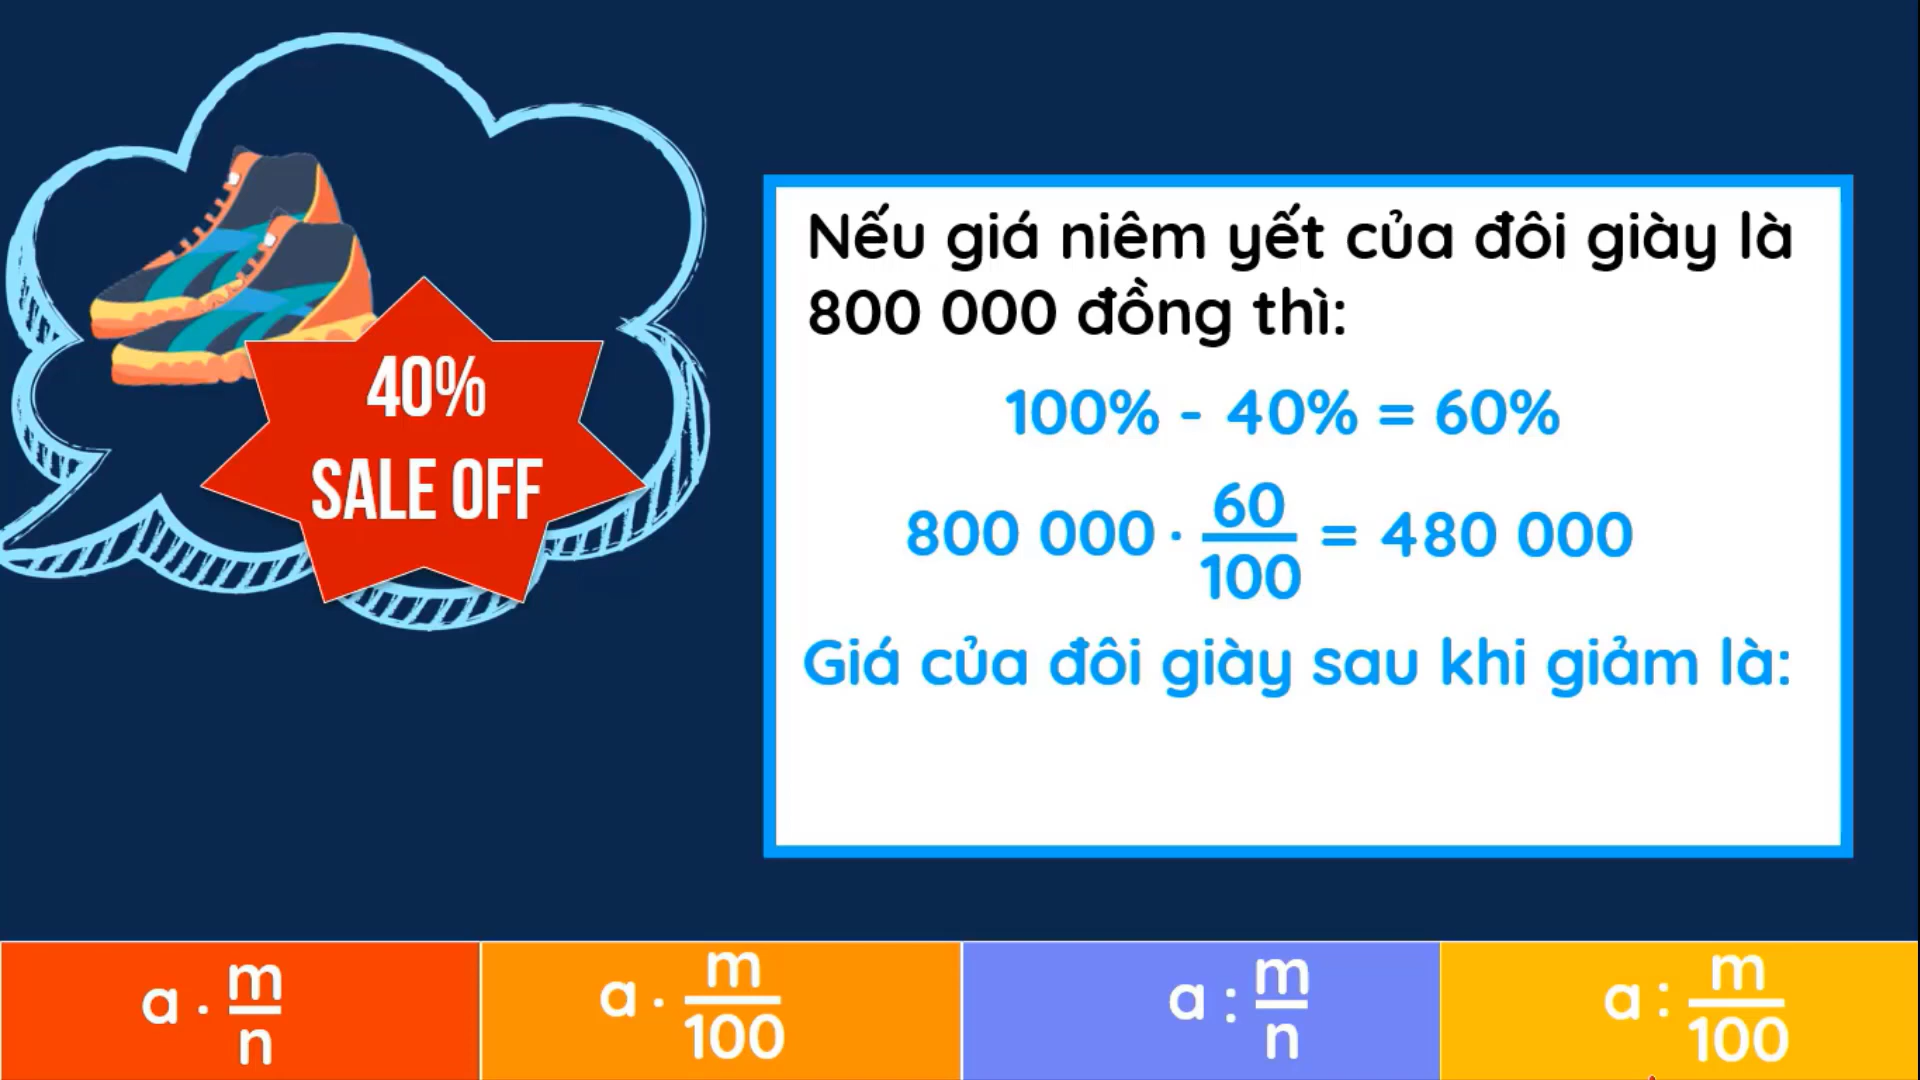 40%
SALE OFF
Nếu giá niêm yết của đôi giày là
800 000 đồng thì:
100% - 40% = 60%
800 000 · 60/100 = 480 000
Giá của đôi giày sau khi giảm là:
a · m/n
a · m/100
a : m/n
a : m/100